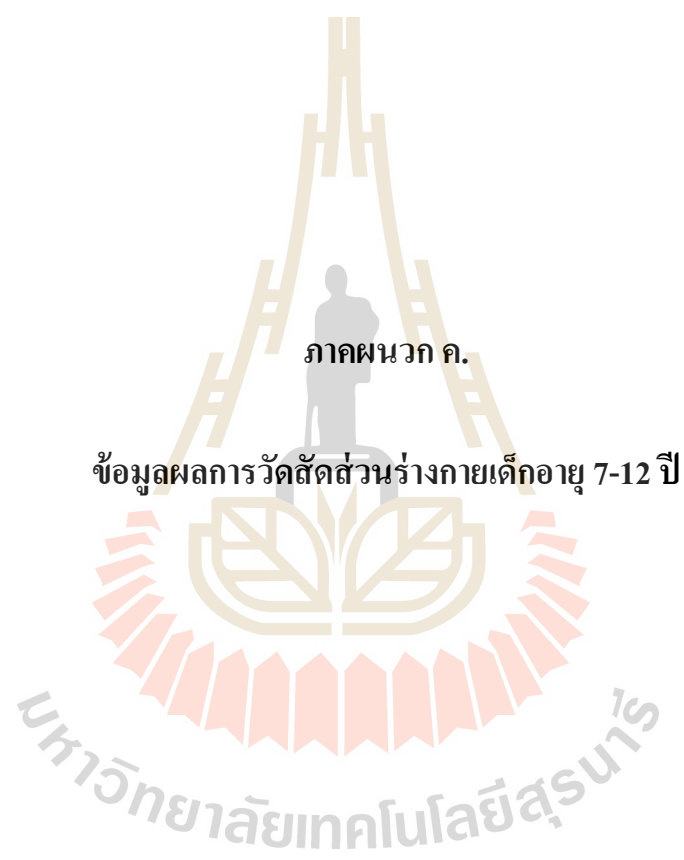 ภาคผนวก ค.
ข้อมูลผลการวัดสัดส่วนร่างกายเด็กอายุ 7-12 ปี
มหาวิทยาลัยเทคโนโลยีสุรนารี